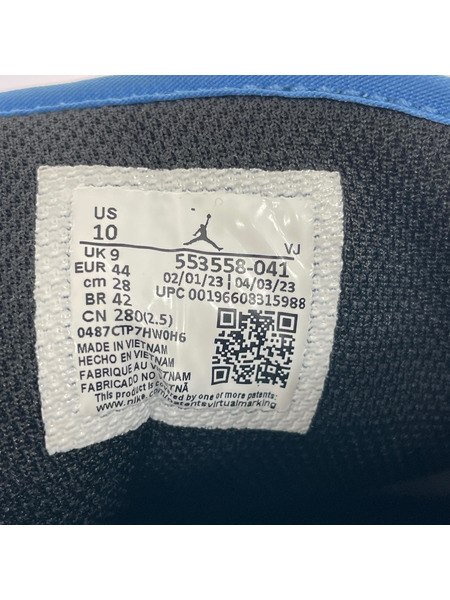 US
10
VJ
UK 9
EUR 44
cm 28
BR 42
CN 280(2.5)
553558-041
02/01/23 | 04/03/23
UPC 00196608315988
0487CTP7HW0H6
MADE IN VIETNAM
HECHO EN VIETNAM
FABRIQUE AU VIETNAM
FABRICADO NO VIETNÃ
This product is covered by one or more patents: